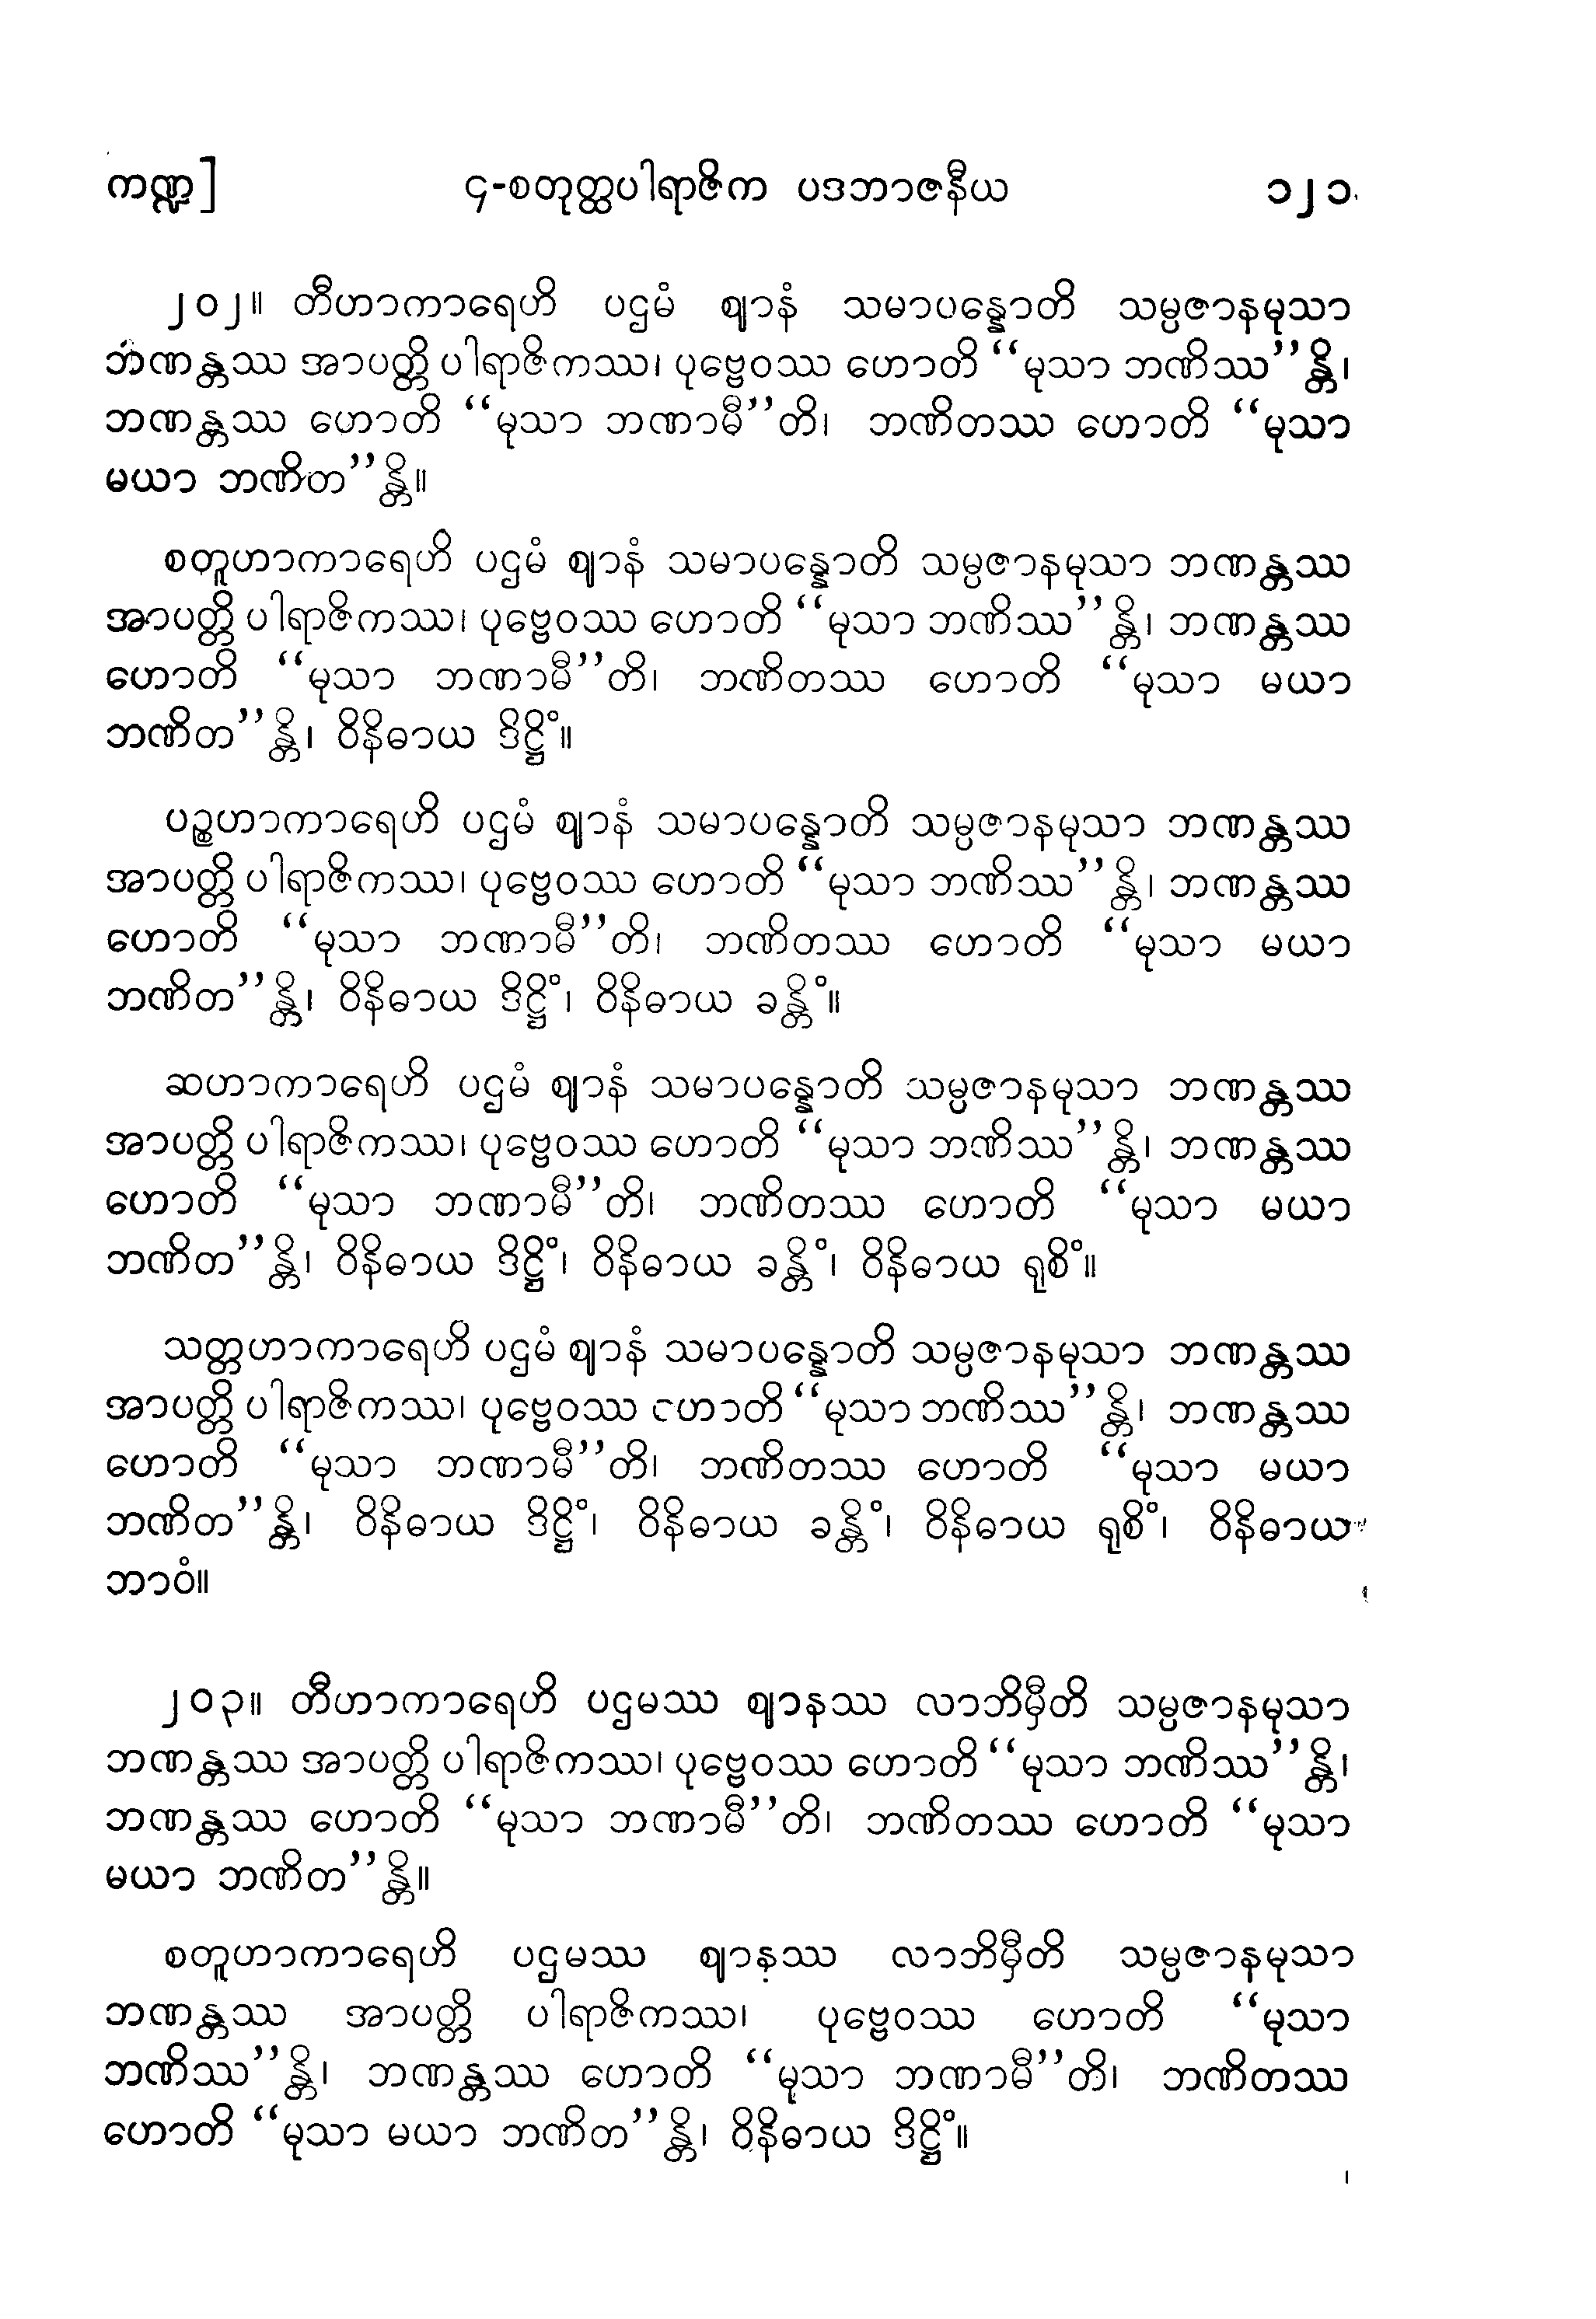 ကဏ္ဍ] ၄-စတုတ္ထပါရာဇိက ပဒဘာဇနီယ ၁၂၁
၂၀၂။ တီဟာကာရေဟိ ပဌမံ ဈာနံ သမာပန္နောတိ သမ္ပဇာနမုသာ
ဘဏန္တဿ အာပတ္တိ ပါရာဇိကဿ၊ ပုဗ္ဗေဝဿ ဟောတိ “မုသာ ဘဏိဿ”န္တိ၊
ဘဏန္တဿ ဟောတိ “မုသာ ဘဏာမီ”တိ၊ ဘဏိတဿ ဟောတိ “မုသာ
မယာ ဘဏိတ”န္တိ။
စတူဟာကာရေဟိ ပဌမံ ဈာနံ သမာပန္နောတိ သမ္ပဇာနမုသာ ဘဏန္တဿ
အာပတ္တိ ပါရာဇိကဿ၊ ပုဗ္ဗေဝဿ ဟောတိ “မုသာ ဘဏိဿ”န္တိ၊ ဘဏန္တဿ
ဟောတိ “မုသာ ဘဏာမီ”တိ၊ ဘဏိတဿ ဟောတိ “မုသာ မယာ
ဘဏိတ”န္တိ၊ ဝိနိဓာယ ဒိဋ္ဌိံ။
ပဉ္စဟာကာရေဟိ ပဌမံ ဈာနံ သမာပန္နောတိ သမ္ပဇာနမုသာ ဘဏန္တဿ
အာပတ္တိ ပါရာဇိကဿ၊ ပုဗ္ဗေဝဿ ဟောတိ “မုသာ ဘဏိဿ”န္တိ၊ ဘဏန္တဿ
ဟောတိ “မုသာ ဘဏာမီ”တိ၊ ဘဏိတဿ ဟောတိ “မုသာ မယာ
ဘဏိတ”န္တိ၊ ဝိနိဓာယ ဒိဋ္ဌိံ၊ ဝိနိဓာယ ခန္တိံ။
ဆဟာကာရေဟိ ပဌမံ ဈာနံ သမာပန္နောတိ သမ္ပဇာနမုသာ ဘဏန္တဿ
အာပတ္တိ ပါရာဇိကဿ၊ ပုဗ္ဗေဝဿ ဟောတိ “မုသာ ဘဏိဿ”န္တိ၊ ဘဏန္တဿ
ဟောတိ “မုသာ ဘဏာမီ”တိ၊ ဘဏိတဿ ဟောတိ “မုသာ မယာ
ဘဏိတ”န္တိ၊ ဝိနိဓာယ ဒိဋ္ဌိံ၊ ဝိနိဓာယ ခန္တိံ၊ ဝိနိဓာယ ရုစိံ။
သတ္တဟာကာရေဟိ ပဌမံ ဈာနံ သမာပန္နောတိ သမ္ပဇာနမုသာ ဘဏန္တဿ
အာပတ္တိ ပါရာဇိကဿ၊ ပုဗ္ဗေဝဿ ဟောတိ “မုသာ ဘဏိဿ”န္တိ၊ ဘဏန္တဿ
ဟောတိ “မုသာ ဘဏာမီ”တိ၊ ဘဏိတဿ ဟောတိ “မုသာ မယာ
ဘဏိတ”န္တိ၊ ဝိနိဓာယ ဒိဋ္ဌိံ၊ ဝိနိဓာယ ခန္တိံ၊ ဝိနိဓာယ ရုစိံ၊ ဝိနိဓာယ
ဘာဝံ။
၂၀၃။ တီဟာကာရေဟိ ပဌမဿ ဈာနဿ လာဘိမှီတိ သမ္ပဇာနမုသာ
ဘဏန္တဿ အာပတ္တိ ပါရာဇိကဿ၊ ပုဗ္ဗေဝဿ ဟောတိ “မုသာ ဘဏိဿ”န္တိ၊
ဘဏန္တဿ ဟောတိ “မုသာ ဘဏာမီ”တိ၊ ဘဏိတဿ ဟောတိ “မုသာ
မယာ ဘဏိတ”န္တိ။
စတူဟာကာရေဟိ ပဌမဿ ဈာနဿ လာဘိမှီတိ သမ္ပဇာနမုသာ
ဘဏန္တဿ အာပတ္တိ ပါရာဇိကဿ၊ ပုဗ္ဗေဝဿ ဟောတိ “မုသာ
ဘဏိဿ”န္တိ၊ ဘဏန္တဿ ဟောတိ “မုသာ ဘဏာမီ”တိ၊ ဘဏိတဿ
ဟောတိ “မုသာ မယာ ဘဏိတ”န္တိ၊ ဝိနိဓာယ ဒိဋ္ဌိံ။